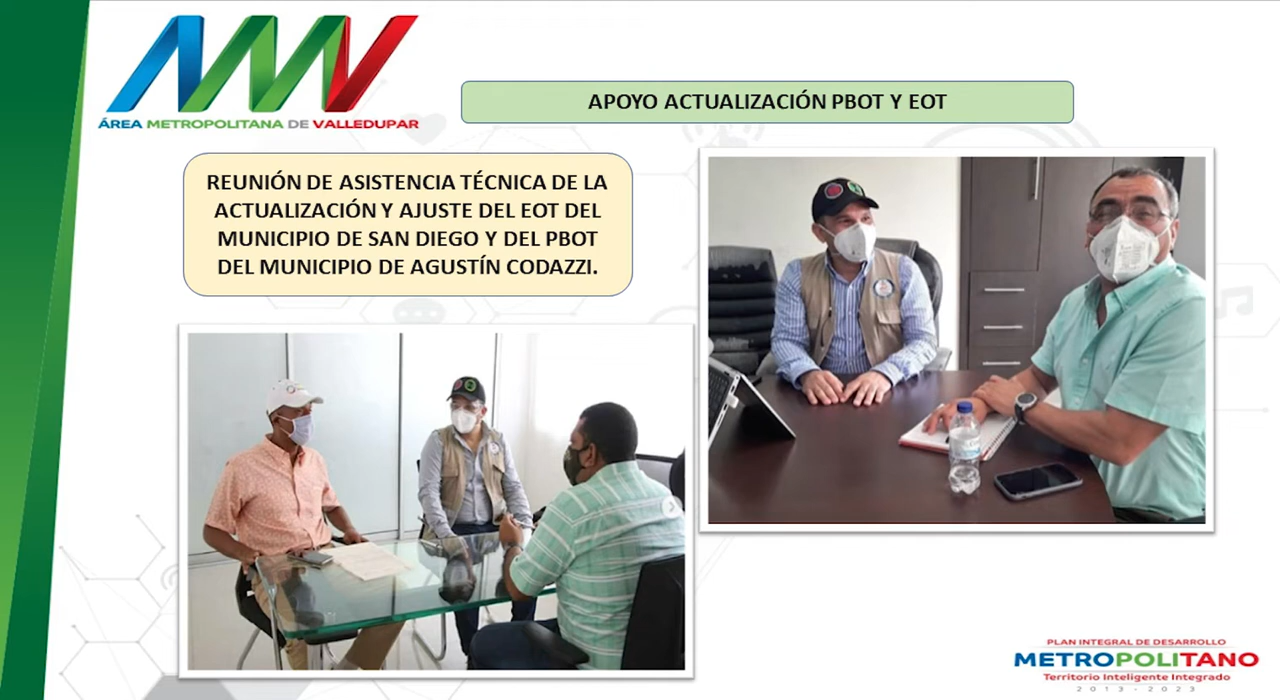 ÁREA METROPOLITANA DE VALLEDUPAR
APOYO ACTUALIZACIÓN PBOT Y EOT
REUNIÓN DE ASISTENCIA TÉCNICA DE LA
ACTUALIZACIÓN Y AJUSTE DEL EOT DEL
MUNICIPIO DE SAN DIEGO Y DEL PBOT
DEL MUNICIPIO DE AGUSTÍN CODAZZI.
PLAN INTEGRAL DE DESARROLLO
METROPOLITANO
Territorio Inteligente Integrado
2013-2023